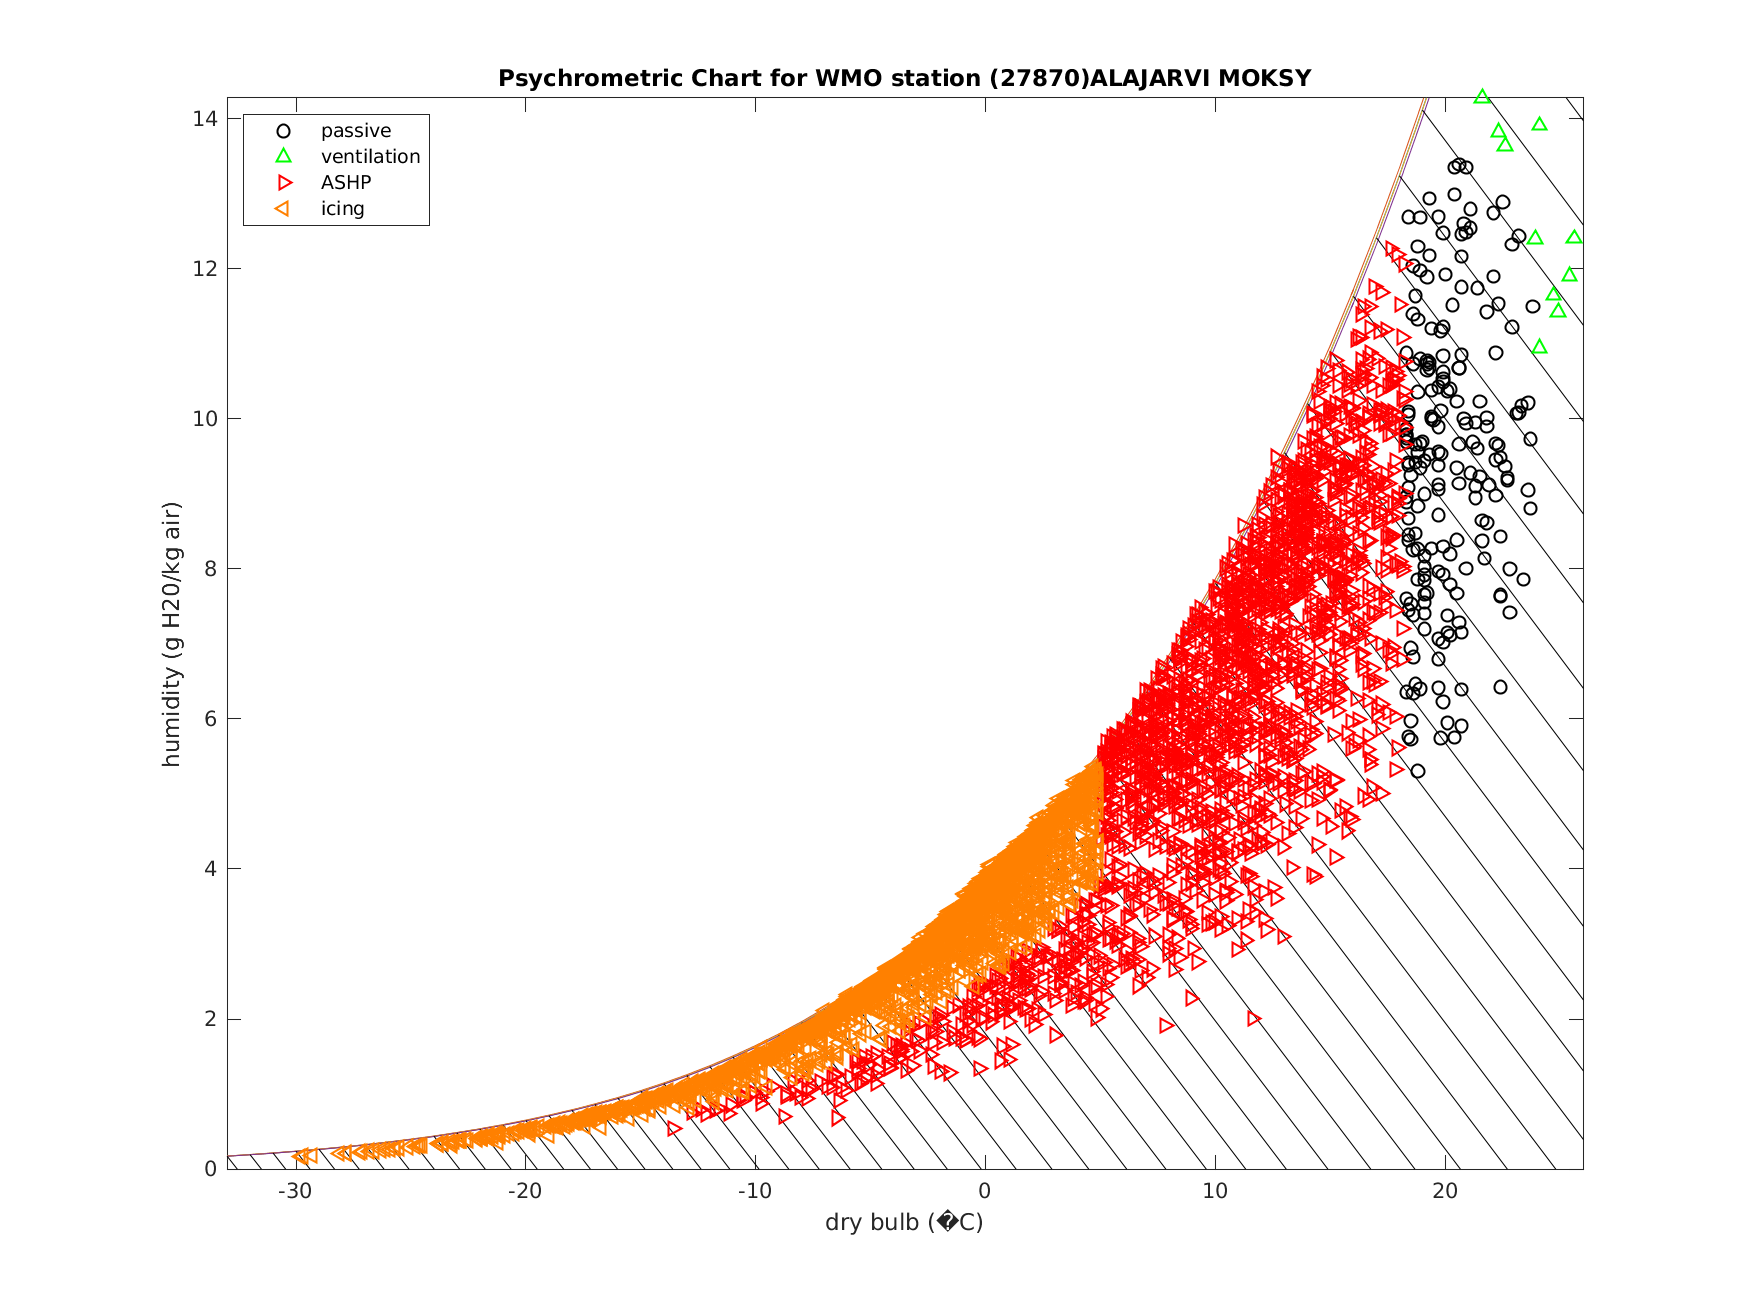 Psychrometric Chart for WMO station (27870)ALAJARVI MOKSY
passive
ventilation
ASHP
icing
humidity (g H20/kg air)
14
12
10
8
6
4
2
0
-30
-20
-10
0
10
20
dry bulb (�C)